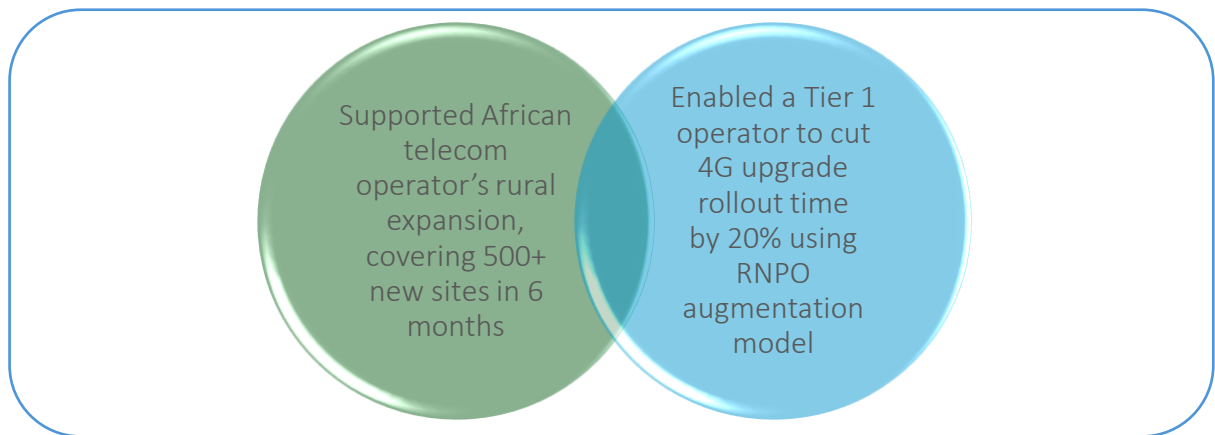 Supported African
telecom
operator’s rural
expansion,
covering 500+
new sites in 6
months
Enabled a Tier 1
operator to cut
4G upgrade
rollout time
by 20% using
RNPO
augmentation
model